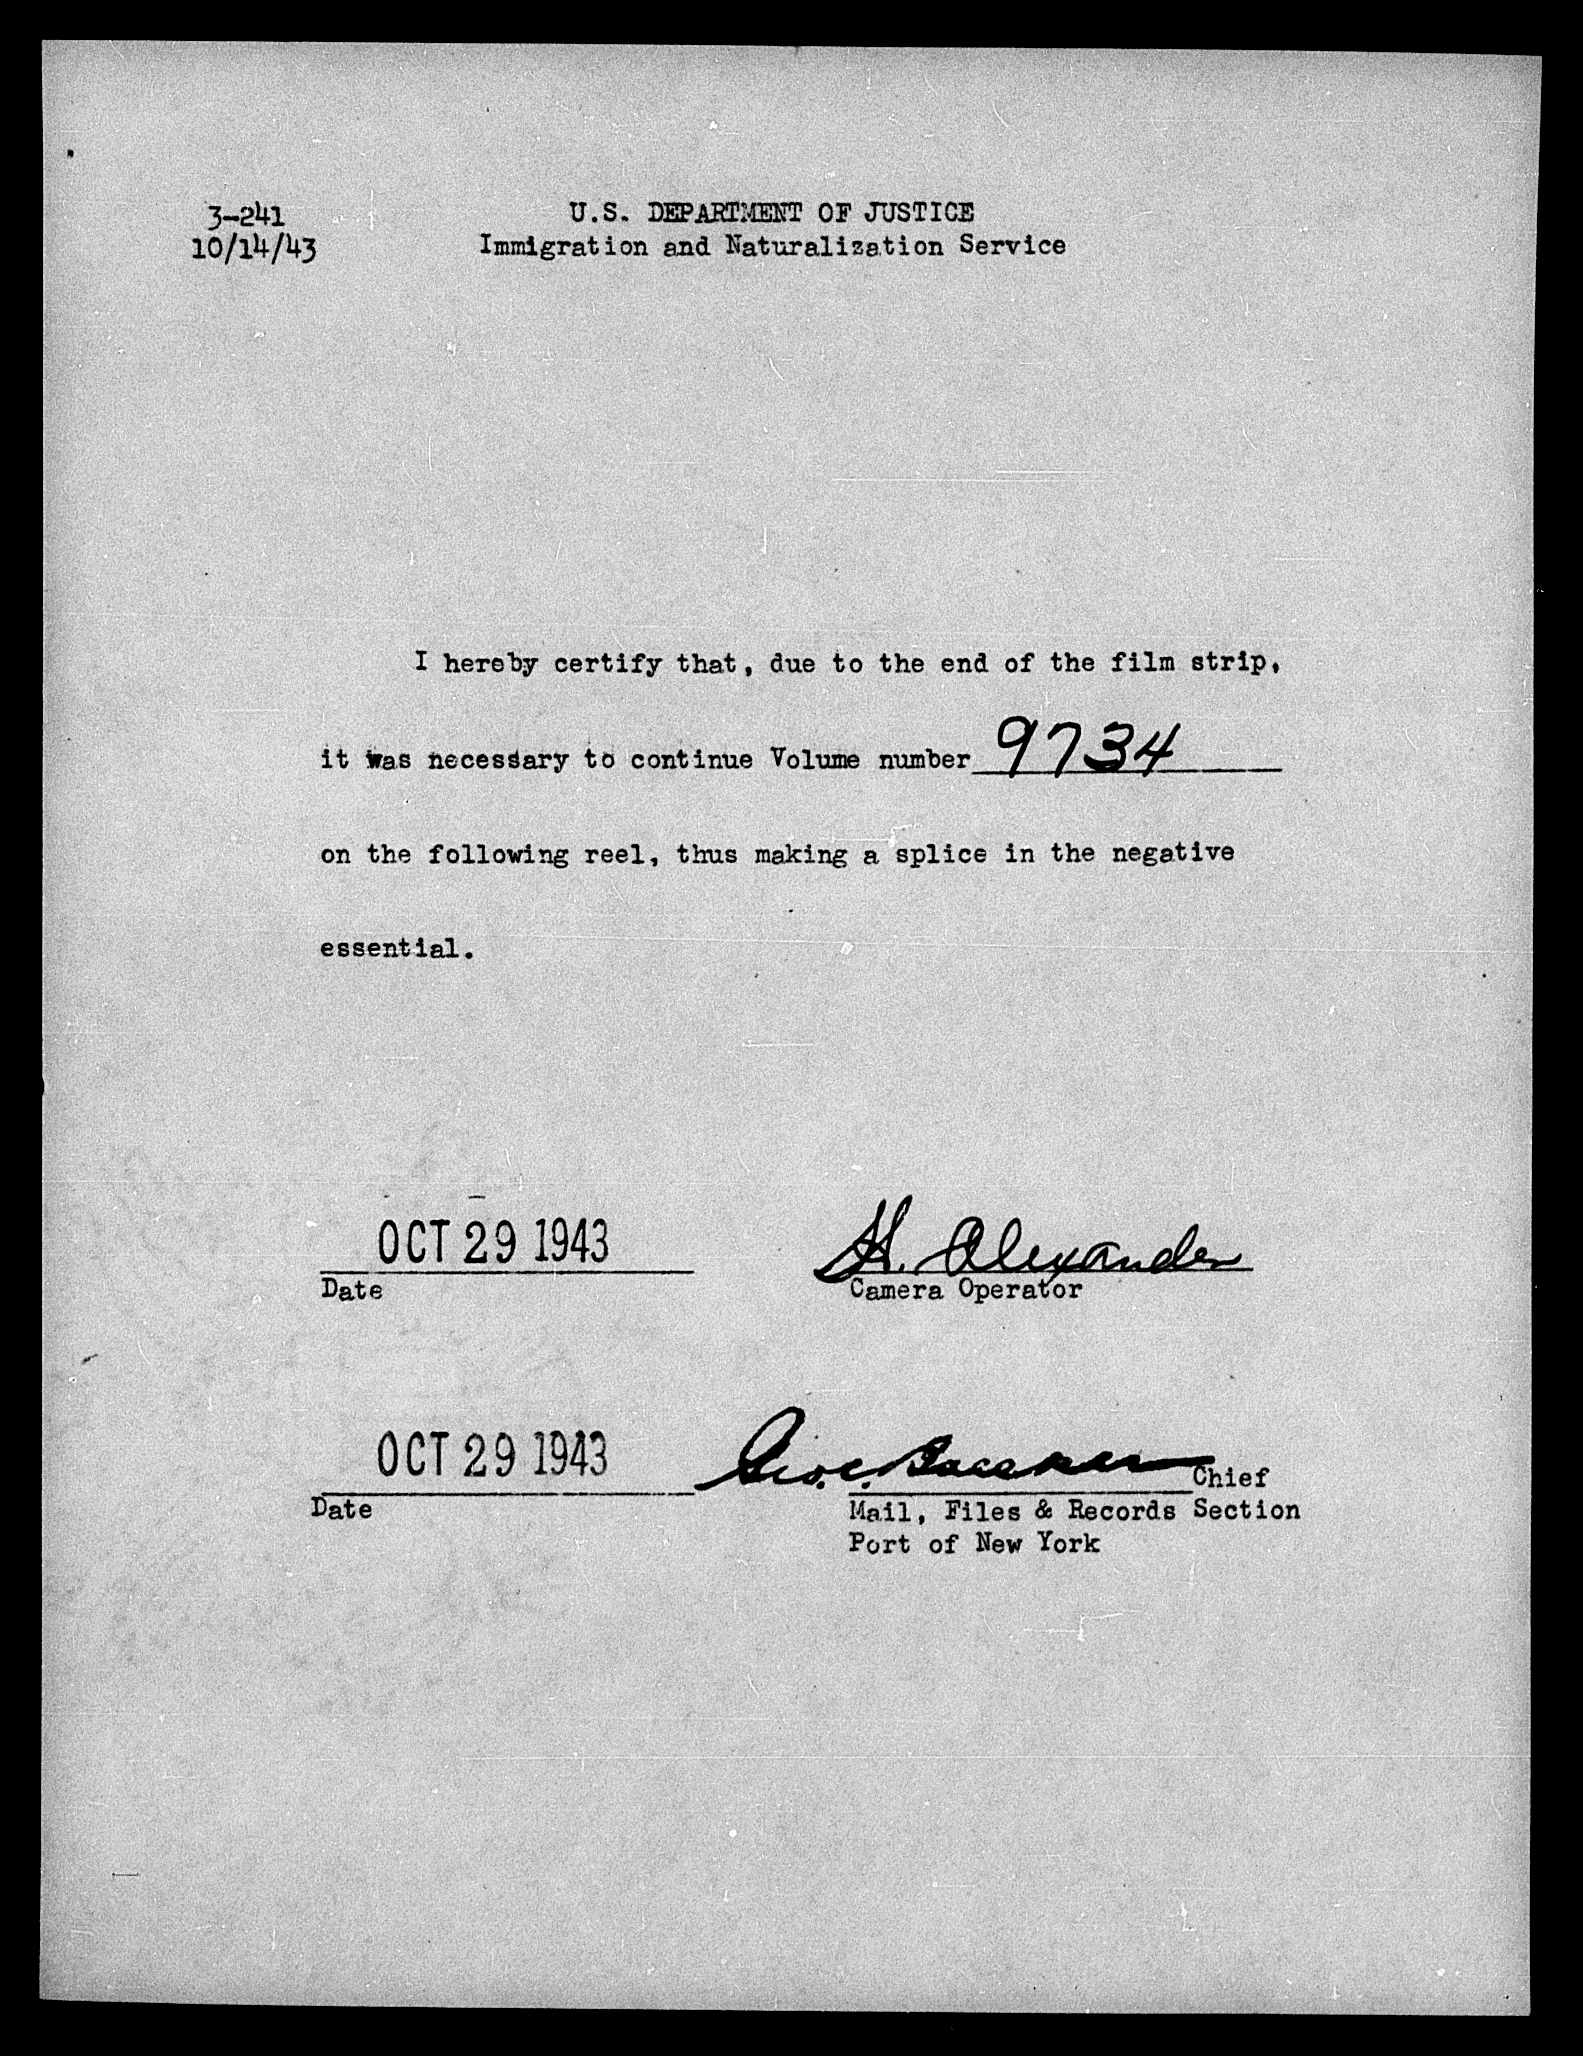 3-241
10/14/43
U.S. DEPARTMENT OF JUSTICE
Immigration and Naturalization Service
I hereby certify that, due to the end of the film strip,
it was necessary to continue Volume number 9734
on the following reel, thus making a splice in the negative
essential.
OCT 29 1943
Date
H. Alexander
Camera Operator
OCT 29 1943
Date
Geo. C. Chief
Mail, Files & Records Section
Port of New York